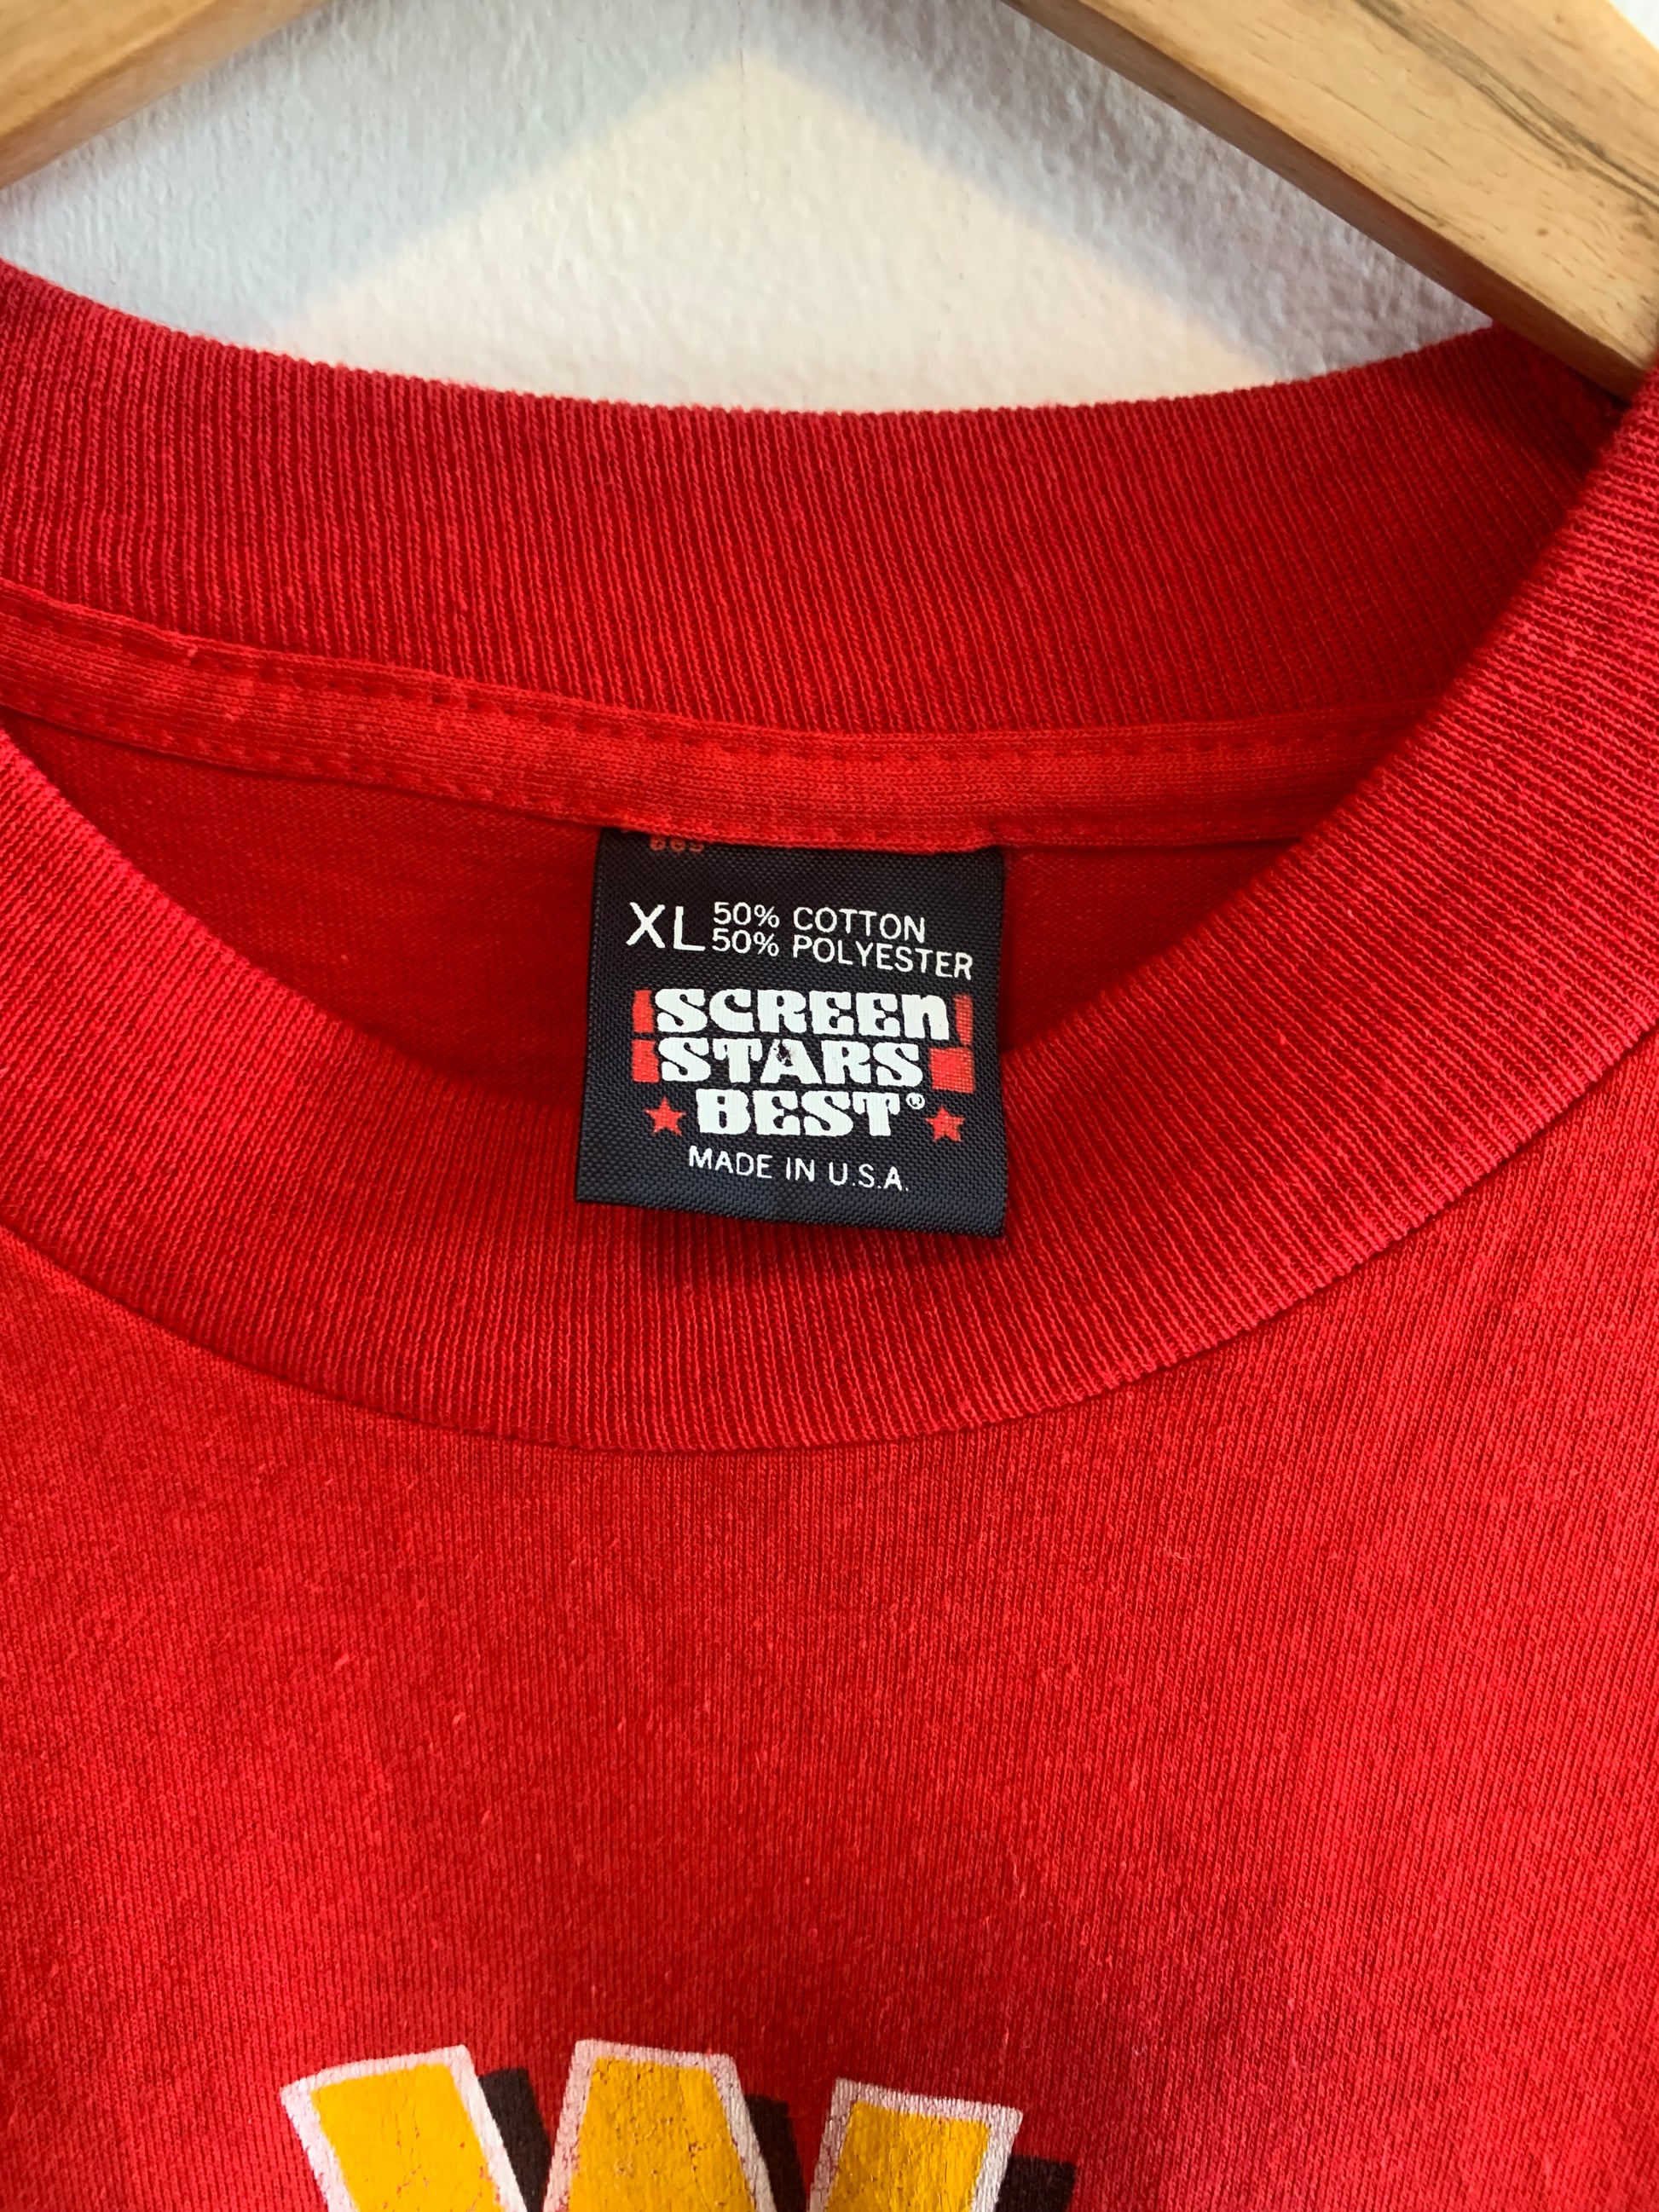 XL 50% COTTON
50% POLYESTER
SCREEN
STARS
BEST®
MADE IN U.S.A.
W